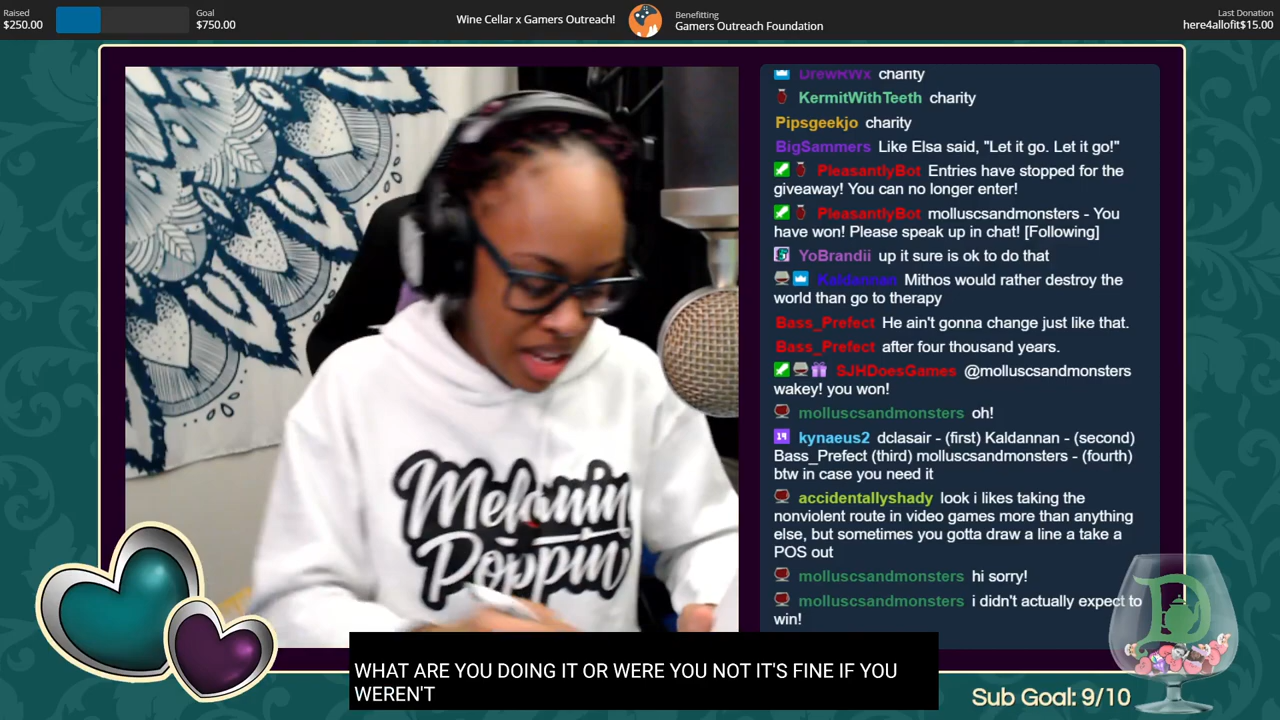 Raised
$250.00
Goal
$750.00
Wine Cellar x Gamers Outreach!
Benefitting
Gamers Outreach Foundation
Last Donation
here4allofit$15.00
DrewRWx charity
KermitWithTeeth charity
Pipsgeekjo charity
BigSammers Like Elsa said, "Let it go. Let it go!"
PleasantlyBot Entries have stopped for the
giveaway! You can no longer enter!
PleasantlyBot molluscsandmonsters - You
have won! Please speak up in chat! [Following]
YoBrandii up it sure is ok to do that
Kaldannan Mithos would rather destroy the
world than go to therapy
Bass_Prefect He ain't gonna change just like that.
Bass_Prefect after four thousand years.
SJHDoesGames @molluscsandmonsters
wakey! you won!
molluscsandmonsters oh!
19 kynaeus2 dclasair - (first) Kaldannan - (second)
Bass_Prefect (third) molluscsandmonsters - (fourth)
btw in case you need it
accidentallyshady look i likes taking the
nonviolent route in video games more than anything
else, but sometimes you gotta draw a line a take a
POS out
molluscsandmonsters hi sorry!
molluscsandmonsters i didn't actually expect to
win!
Melanin
Poppin
D
WHAT ARE YOU DOING IT OR WERE YOU NOT IT'S FINE IF YOU
WEREN'T
Sub Goal: 9/10